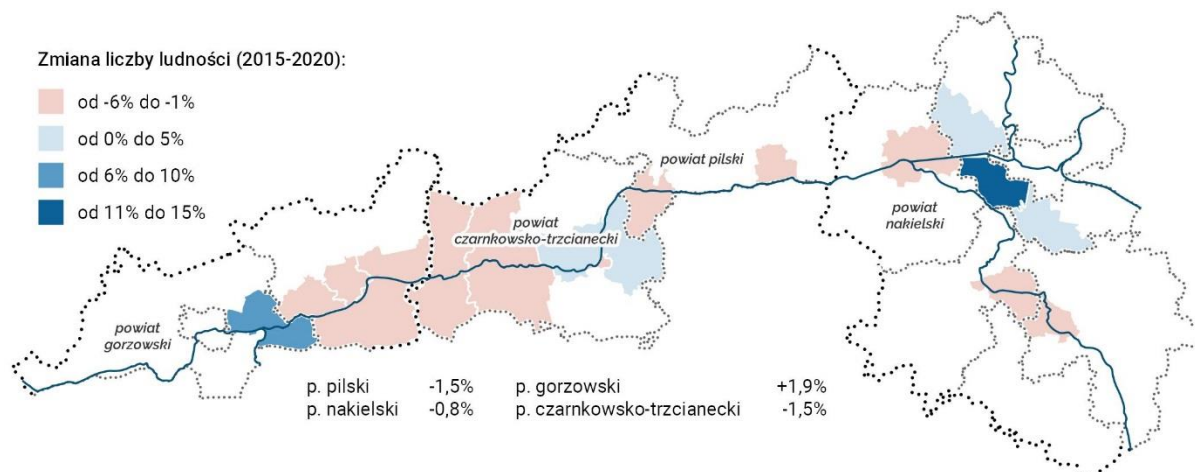 Zmiana liczby ludności (2015-2020):
od -6% do -1%
od 0% do 5%
od 6% do 10%
od 11% do 15%
powiat pilski
powiat
czarnkowsko-trzcianecki
powiat
nakielski
powiat
gorzowski
p. pilski -1,5% p. gorzowski +1,9%
p. nakielski -0,8% p. czarnkowsko-trzcianecki -1,5%